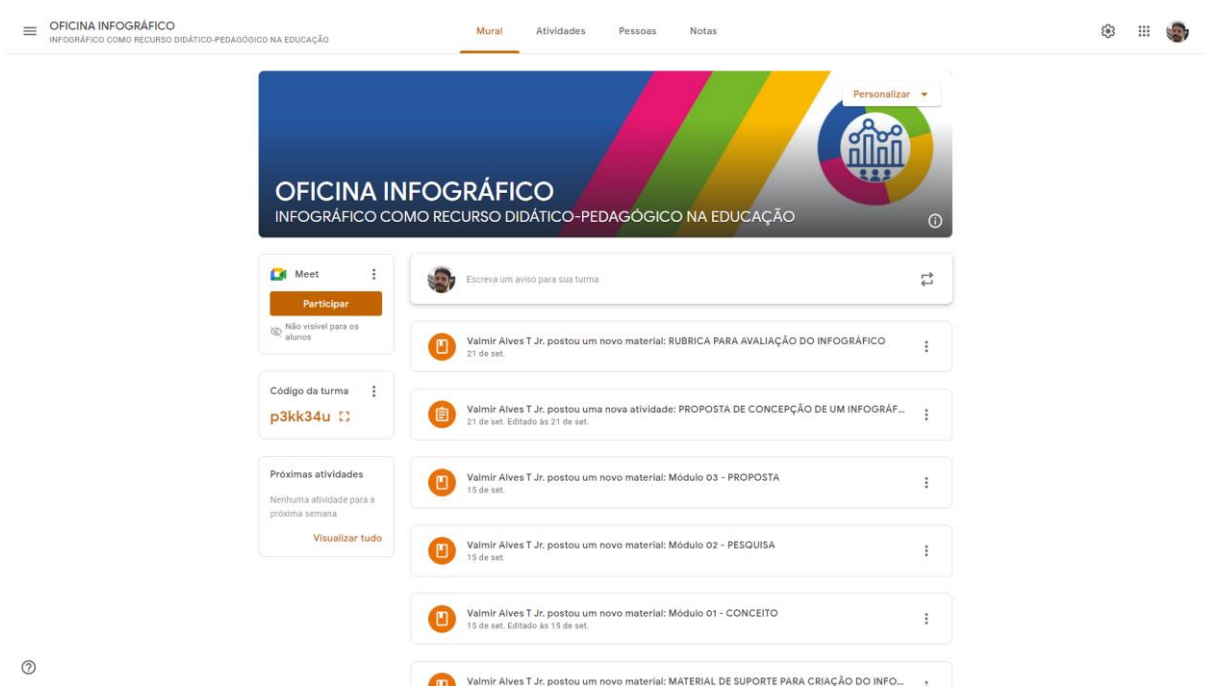 OFICINA INFOGRÁFICO
INFOGRÁFICO COMO RECURSO DIDÁTICO-PEDAGÓGICO NA EDUCAÇÃO
Mural
Atividades
Pessoas
Notas
Personalizar
OFICINA INFOGRÁFICO
INFOGRÁFICO COMO RECURSO DIDÁTICO-PEDAGÓGICO NA EDUCAÇÃO
Meet
Participar
Não visível para os
alunos
Código da turma
p3kk34u
Próximas atividades
Nenhuma atividade para a
próxima semana
Visualizar tudo
Escreva um aviso para sua turma
Valmir Alves T Jr. postou um novo material: RUBRICA PARA AVALIAÇÃO DO INFOGRÁFICO
21 de set.
Valmir Alves T Jr. postou uma nova atividade: PROPOSTA DE CONCEPÇÃO DE UM INFOGRÁF...
21 de set. Editado às 21 de set.
Valmir Alves T Jr. postou um novo material: Módulo 03 - PROPOSTA
15 de set.
Valmir Alves T Jr. postou um novo material: Módulo 02 - PESQUISA
15 de set.
Valmir Alves T Jr. postou um novo material: Módulo 01 - CONCEITO
15 de set. Editado às 15 de set.
Valmir Alves T Jr. postou um novo material: MATERIAL DE SUPORTE PARA CRIAÇÃO DO INFO...